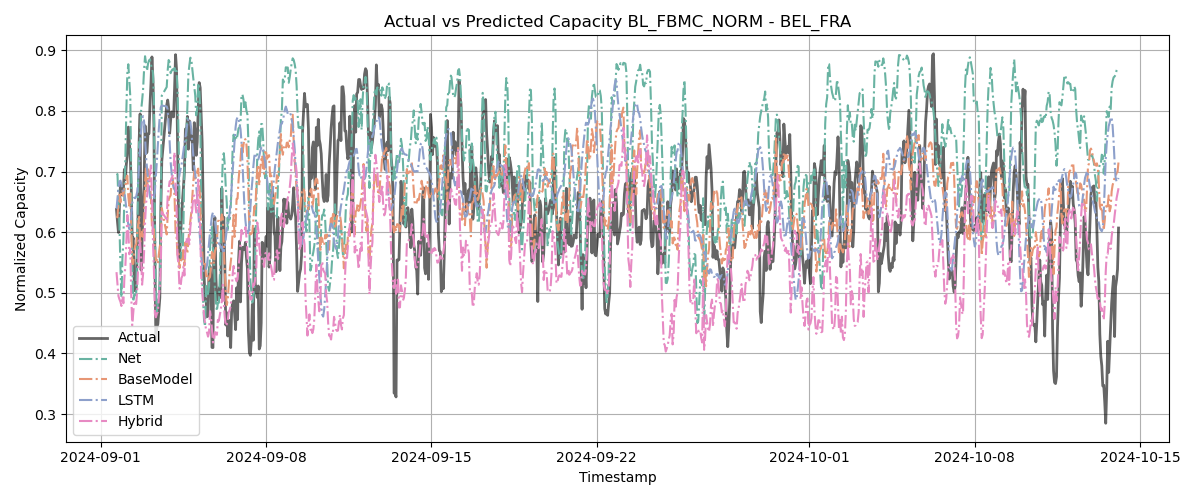 Actual vs Predicted Capacity BL_FBMC_NORM - BEL_FRA
Normalized Capacity
0.9
0.8
0.7
0.6
0.5
0.4
0.3
Actual
Net
BaseModel
LSTM
Hybrid
2024-09-01
2024-09-08
2024-09-15
2024-09-22
2024-10-01
2024-10-08
2024-10-15
Timestamp